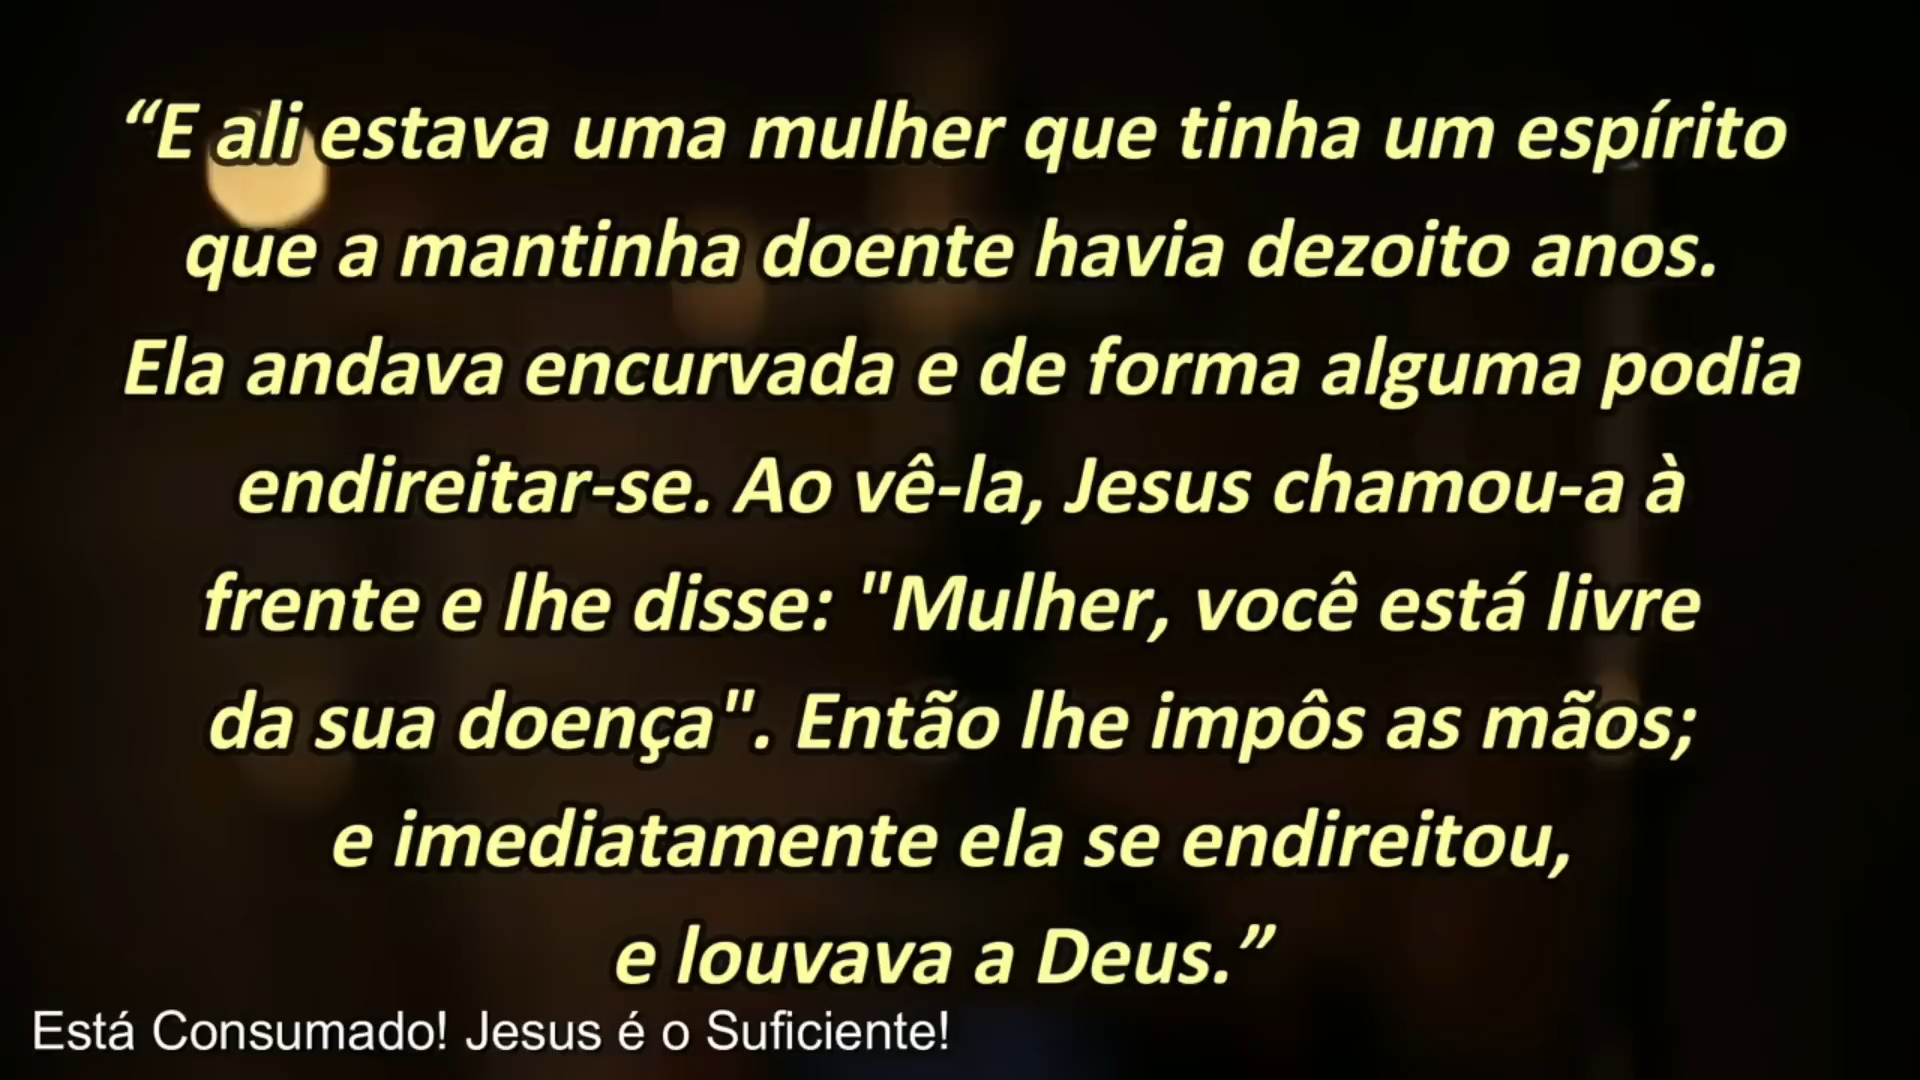 “E ali estava uma mulher que tinha um espírito
que a mantinha doente havia dezoito anos.
Ela andava encurvada e de forma alguma podia
endireitar-se. Ao vê-la, Jesus chamou-a à
frente e lhe disse: "Mulher, você está livre
da sua doença". Então lhe impôs as mãos;
e imediatamente ela se endireitou,
e louvava a Deus.”
Está Consumado! Jesus é o Suficiente!